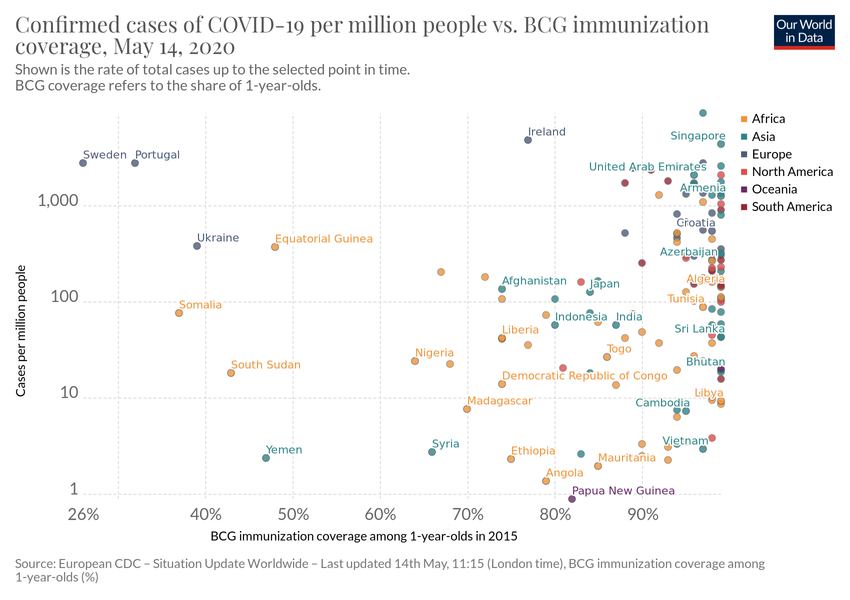 Confirmed cases of COVID-19 per million people vs. BCG immunization
coverage, May 14, 2020
Our World
in Data
Shown is the rate of total cases up to the selected point in time.
BCG coverage refers to the share of 1-year-olds.
Africa
Asia
Europe
North America
Oceania
South America
Cases per million people
1,000
100
10
1
Sweden
Portugal
Ireland
Singapore
United Arab Emirates
Armenia
Croatia
Ukraine
Equatorial Guinea
Azerbaijan
Afghanistan
Japan
Algeria
Somalia
Tunisia
Indonesia
India
Liberia
Sri Lanka
Nigeria
Togo
South Sudan
Bhutan
Democratic Republic of Congo
Madagascar
Libya
Cambodia
Yemen
Syria
Vietnam
Ethiopia
Mauritania
Angola
Papua New Guinea
26%
40%
50%
60%
70%
80%
90%
BCG immunization coverage among 1-year-olds in 2015
Source: European CDC – Situation Update Worldwide – Last updated 14th May, 11:15 (London time), BCG immunization coverage among
1-year-olds (%)